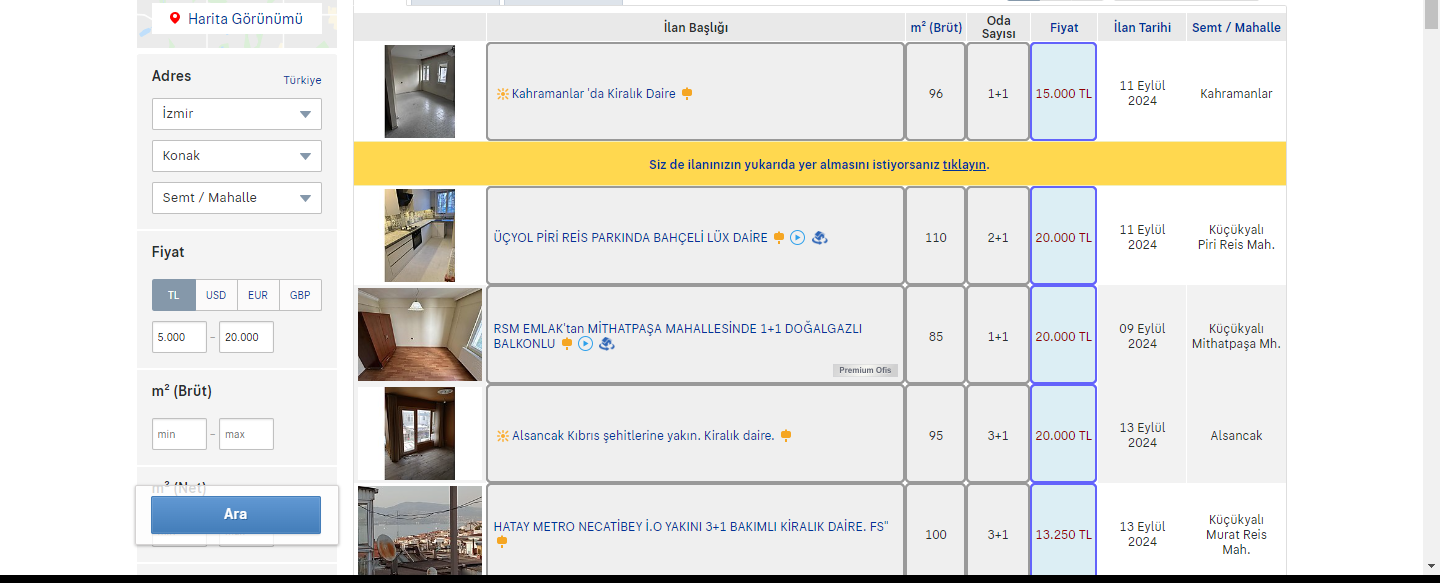 Harita Görünümü
Adres
Türkiye
İzmir
Konak
Semt / Mahalle
Fiyat
TL USD EUR GBP
5.000 - 20.000
m² (Brüt)
min - max
m² (Net)
Ara
İlan Başlığı m² (Brüt) Oda Sayısı Fiyat İlan Tarihi Semt / Mahalle
Kahramanlar 'da Kiralık Daire 96 1+1 15.000 TL 11 Eylül 2024 Kahramanlar
Siz de ilanınızın yukarıda yer almasını istiyorsanız tıklayın.
ÜÇYOL PİRİ REİS PARKINDA BAHÇELİ LÜX DAİRE 110 2+1 20.000 TL 11 Eylül 2024 Küçükyalı Piri Reis Mah.
RSM EMLAK'tan MİTHATPAŞA MAHALLESİNDE 1+1 DOĞALGAZLI
BALKONLU 85 1+1 20.000 TL 09 Eylül 2024 Küçükyalı Mithatpaşa Mh.
Premium Ofis
Alsancak Kıbrıs şehitlerine yakın. Kiralık daire. 95 3+1 20.000 TL 13 Eylül 2024 Alsancak
HATAY METRO NECATİBEY İ.O YAKINI 3+1 BAKIMLI KİRALIK DAİRE. FS" 100 3+1 13.250 TL 13 Eylül 2024 Küçükyalı Murat Reis Mah.